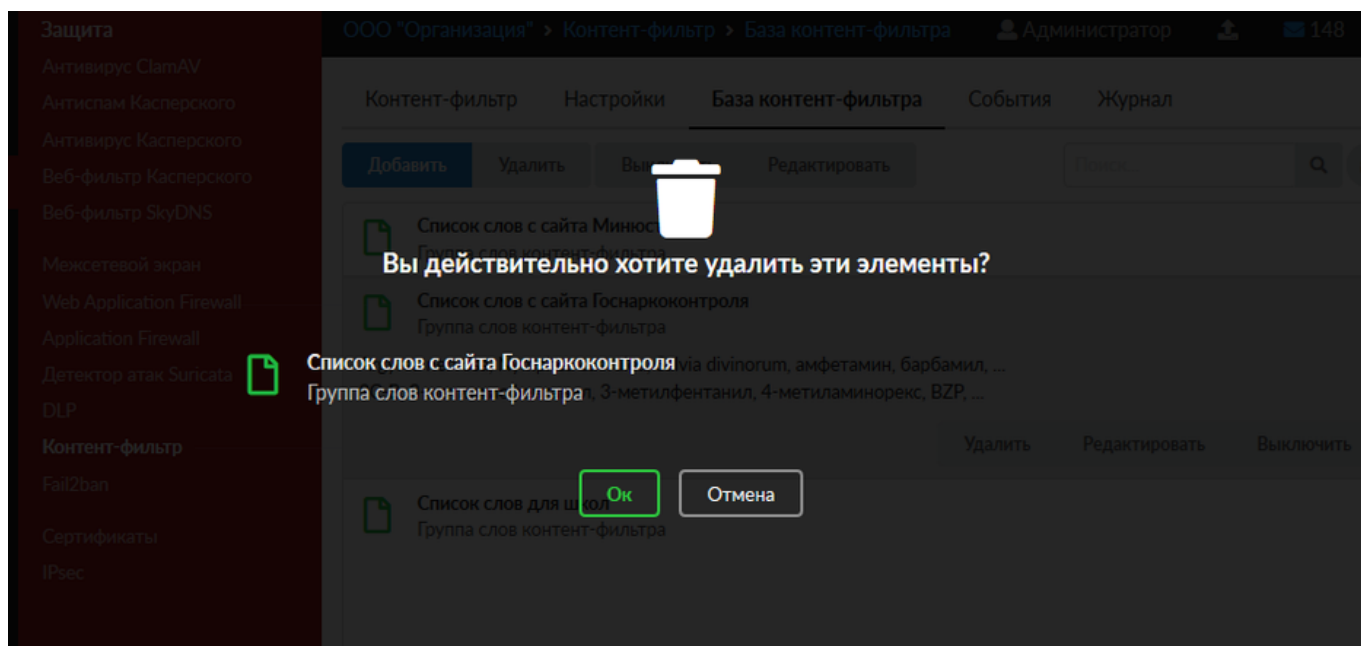 Защита
Антивирус ClamAV
Антиспам Касперского
Антивирус Касперского
Веб-фильтр Касперского
Веб-фильтр SkyDNS
Межсетевой экран
Web Application Firewall
Application Firewall
Детектор атак Suricata
DLP
Контент-фильтр
Fail2ban
Сертификаты
IPsec
ООО "Организация" › Контент-фильтр › База контент-фильтра Администратор 148
Контент-фильтр Настройки База контент-фильтра События Журнал
Добавить Удалить Редактировать Поиск...
Список слов с сайта
Группа слов контент-фильтра
Вы действительно хотите удалить эти элементы?
Список слов с сайта Госнаркоконтроля
Группа слов контент-фильтра
Список слов с сайта Госнаркоконтроля
divinorum, амфетамин, барбамил, ...
Группа слов контент-фильтра
3-метилфентанил, 4-метиламинорекс, BZP, ...
Удалить Редактировать Выключить
Ок Отмена
Список слов для школ
Группа слов контент-фильтра